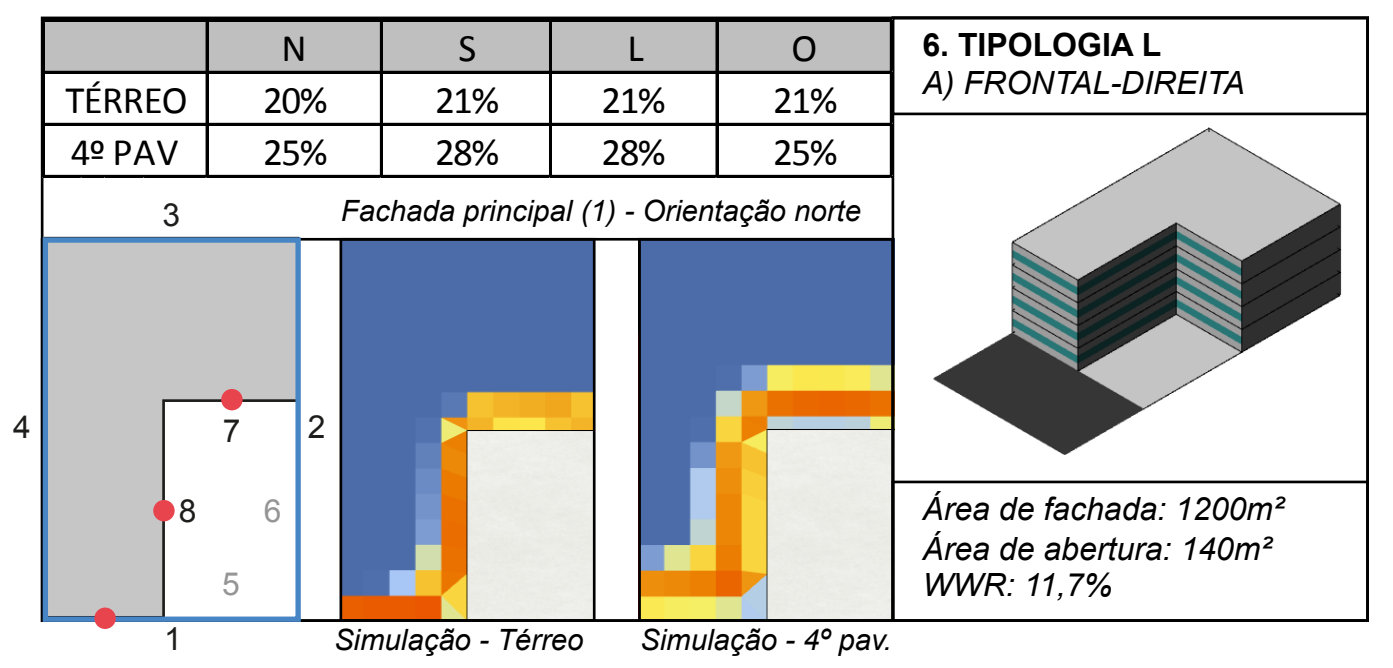 N S L O
TÉRREO 20% 21% 21% 21%
4º PAV 25% 28% 28% 25%
6. TIPOLOGIA L
A) FRONTAL-DIREITA
3
Fachada principal (1) - Orientação norte
4
7
2
8
6
5
1
Simulação - Térreo
Simulação - 4º pav.
Área de fachada: 1200m²
Área de abertura: 140m²
WWR: 11,7%